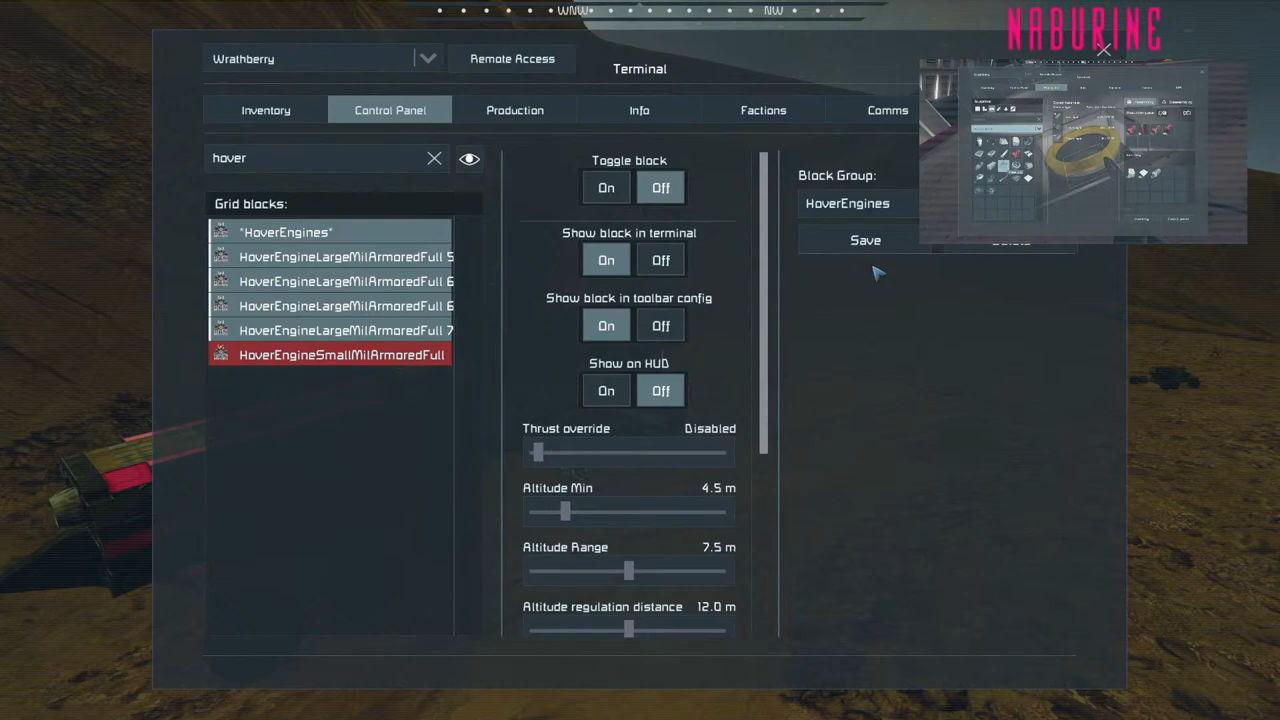 WNW
NW
NABURINE
Wrathberry
Remote Access
Terminal
Inventory
Control Panel
Production
Info
Factions
Comms
hover
Grid blocks:
*HoverEngines*
HoverEngineLargeMilArmoredFull 5
HoverEngineLargeMilArmoredFull 6
HoverEngineLargeMilArmoredFull 6
HoverEngineLargeMilArmoredFull 7
HoverEngineSmallMilArmoredFull
Toggle block
On Off
Show block in terminal
On Off
Show block in toolbar config
On Off
Show on HUD
On Off
Thrust override Disabled
Altitude Min 4.5 m
Altitude Range 7.5 m
Altitude regulation distance 12.0 m
Block Group:
HoverEngines
Save